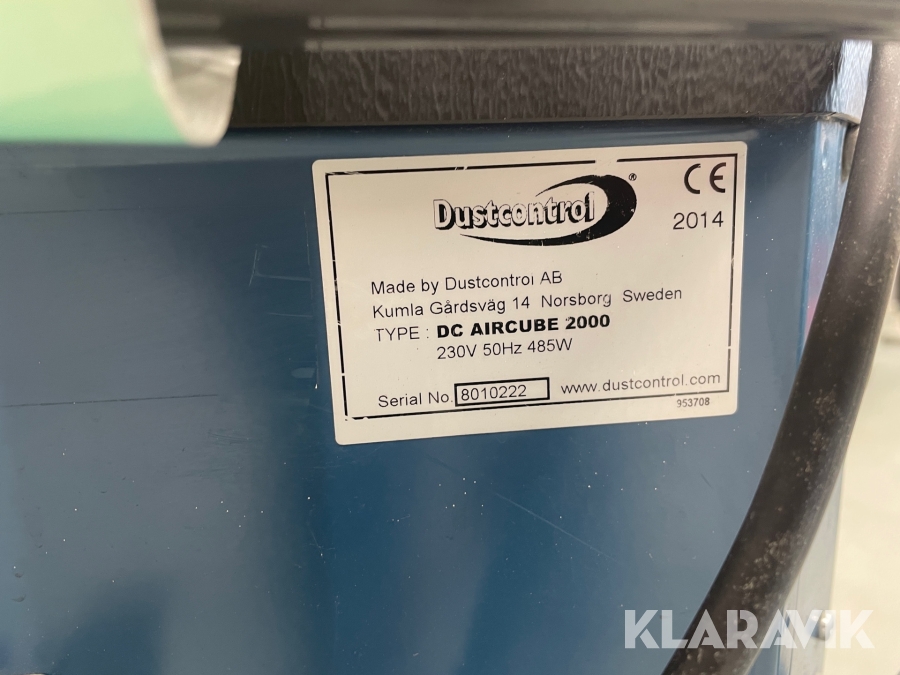 Dustcontrol ®
CE
2014
Made by Dustcontrol AB
Kumla Gårdsväg 14 Norsborg Sweden
TYPE : DC AIRCUBE 2000
230V 50Hz 485W
Serial No. 8010222 www.dustcontrol.com
953708
KLARAVIK